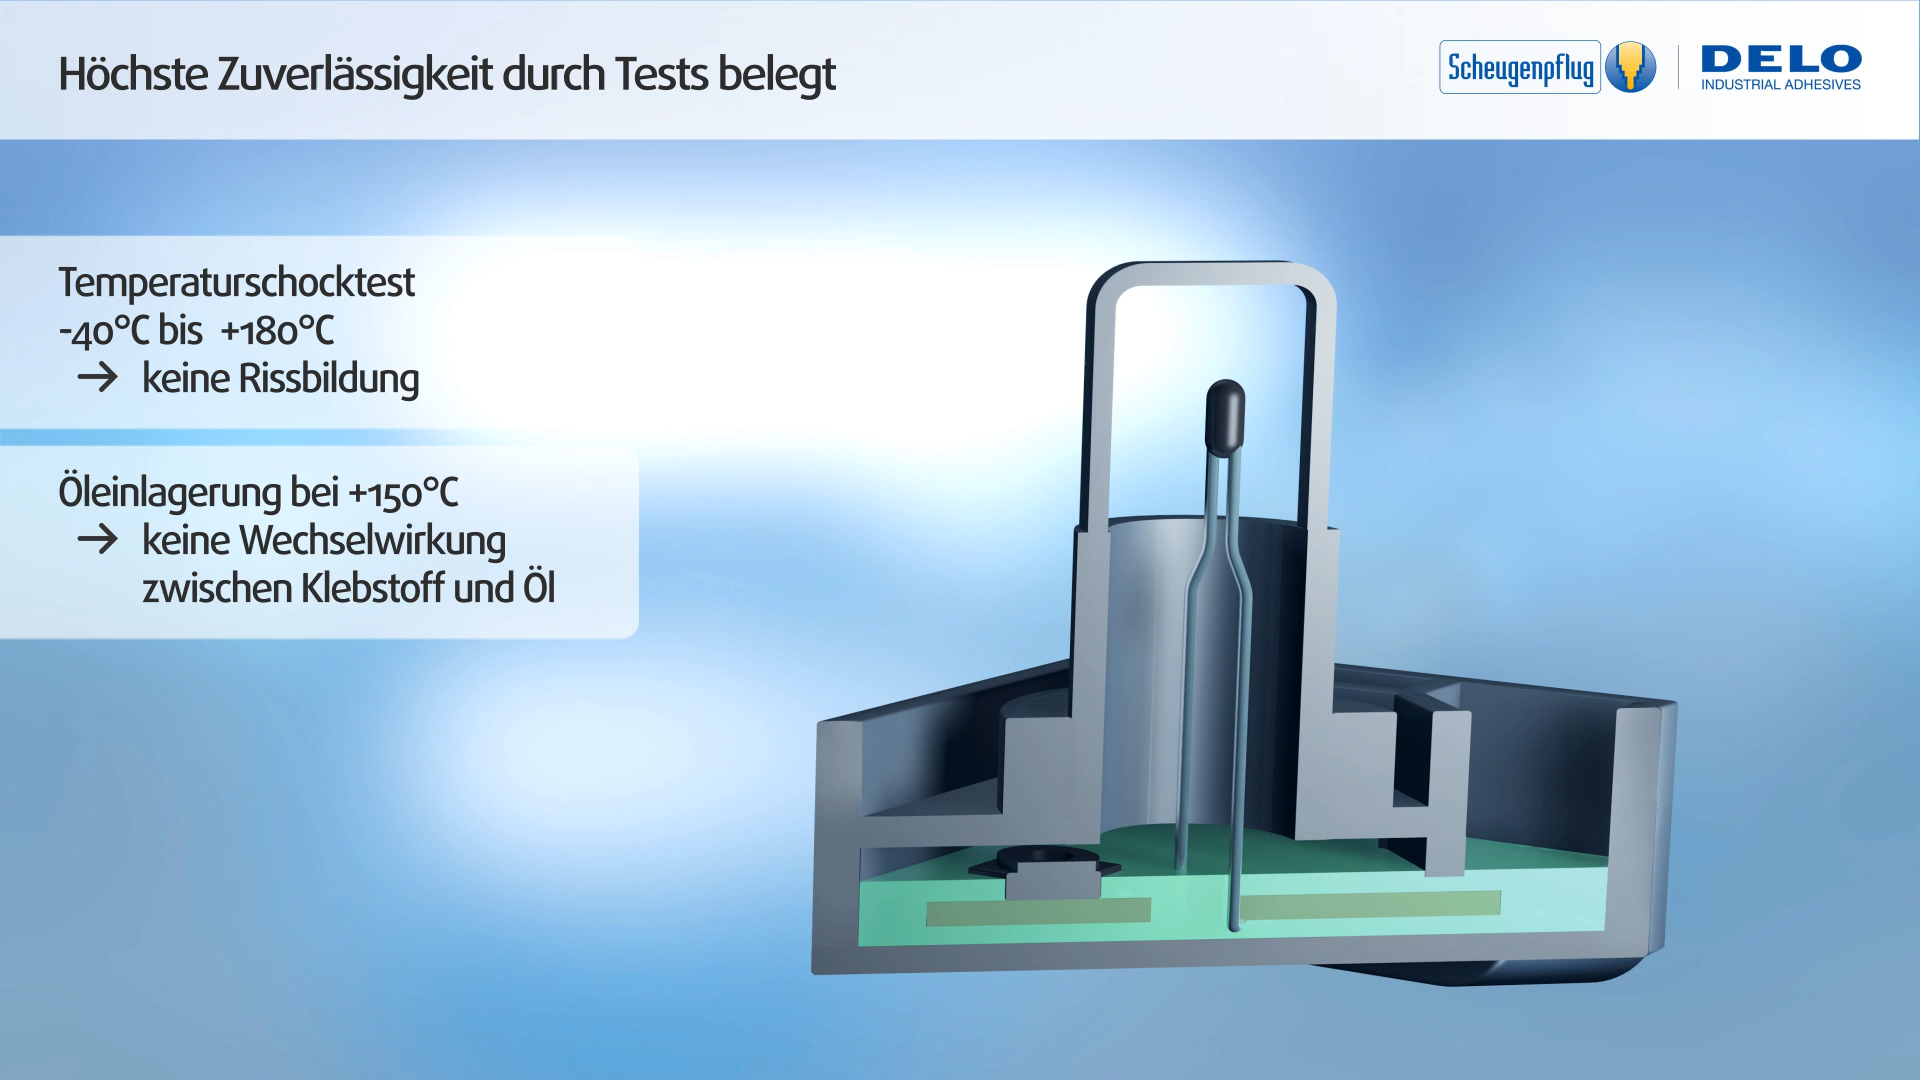 Höchste Zuverlässigkeit durch Tests belegt
Scheugenpflug
DELO
INDUSTRIAL ADHESIVES
Temperaturschocktest
-40°C bis +180°C
→ keine Rissbildung
Öleinlagerung bei +150°C
→ keine Wechselwirkung
zwischen Klebstoff und Öl